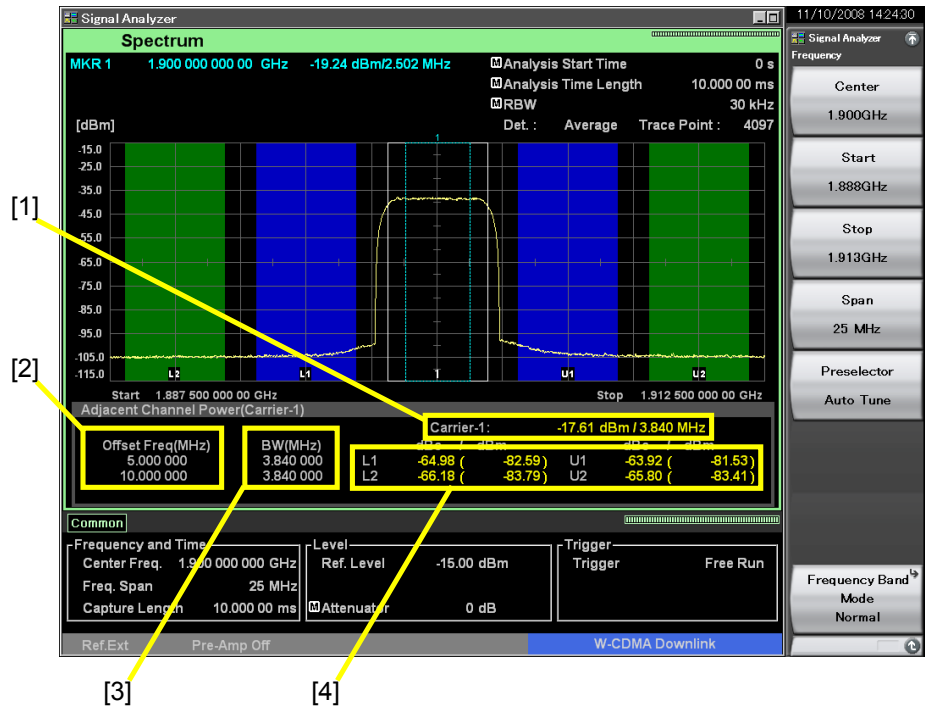 Signal Analyzer
11/10/2008 14:24:30
Spectrum
MKR 1 1.900 000 000 00 GHz -19.24 dBm/2.502 MHz
M Analysis Start Time 0 s
M Analysis Time Length 10.000 00 ms
M RBW 30 kHz
[dBm] Det. : Average Trace Point : 4097
1
-15.0
-25.0
-35.0
-45.0
-55.0
-65.0
-75.0
-85.0
-95.0
-105.0
-115.0
L2 L1 1 U1 U2
Start 1.887 500 000 00 GHz Stop 1.912 500 000 00 GHz
Adjacent Channel Power(Carrier-1)
Carrier-1: -17.61 dBm / 3.840 MHz
Offset Freq(MHz) BW(MHz) dBc / dBm dBc / dBm
5.000 000 3.840 000 L1 -64.98 ( -82.59) U1 -63.92 ( -81.53)
10.000 000 3.840 000 L2 -66.18 ( -83.79) U2 -65.80 ( -83.41)
Common
Frequency and Time
Center Freq. 1.900 000 000 GHz
Freq. Span 25 MHz
Capture Length 10.000 00 ms
Level
Ref. Level -15.00 dBm
M Attenuator 0 dB
Trigger
Trigger Free Run
Ref.Ext Pre-Amp Off W-CDMA Downlink
Signal Analyzer
Frequency
Center
1.900GHz
Start
1.888GHz
Stop
1.913GHz
Span
25 MHz
Preselector
Auto Tune
Frequency Band
Mode
Normal
[1]
[2]
[3]
[4]